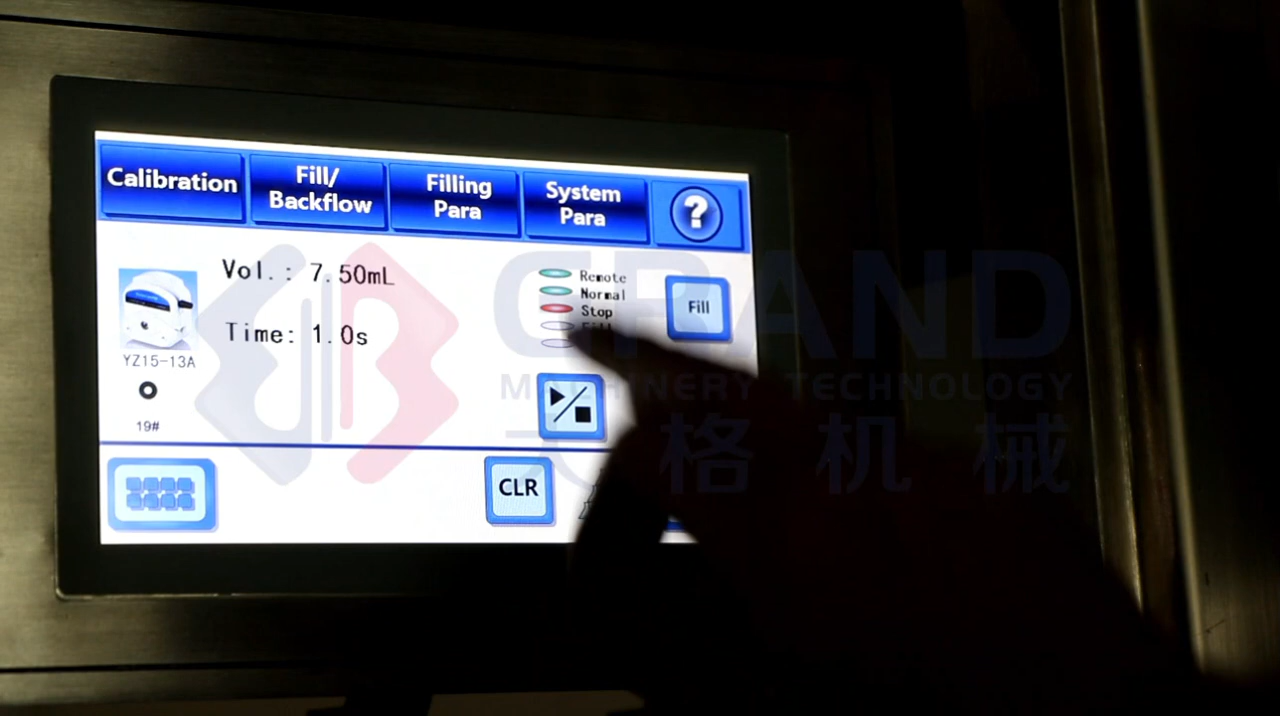 Calibration
Fill/
Backflow
Filling
Para
System
Para
?
Vol.: 7.50mL
Time: 1.0s
YZ15-13A
19#
Remote
Normal
Stop
Fill
CLR
GRAND
MACHINERY TECHNOLOGY
格机械